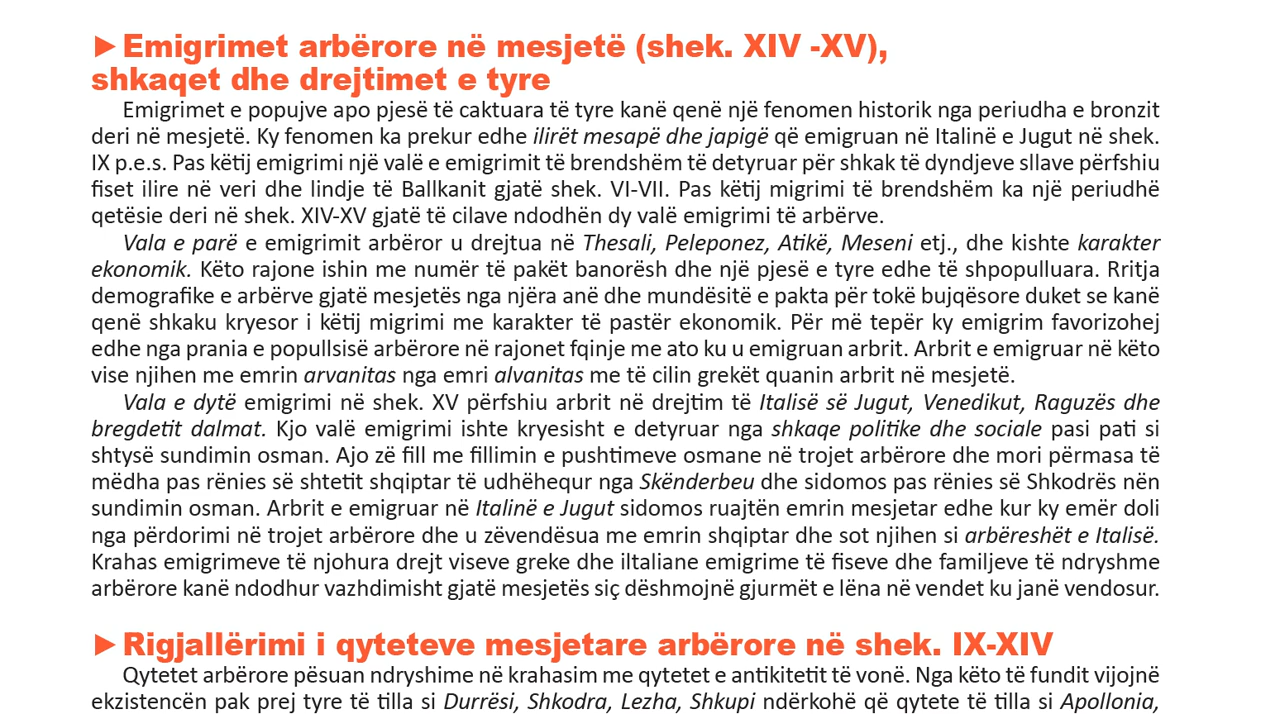 ►Emigrimet arbërore në mesjetë (shek. XIV -XV),
shkaqet dhe drejtimet e tyre
Emigrimet e popujve apo pjesë të caktuara të tyre kanë qenë një fenomen historik nga periudha e bronzit
deri në mesjetë. Ky fenomen ka prekur edhe ilirët mesapë dhe japigë që emigruan në Italinë e Jugut në shek.
IX p.e.s. Pas këtij emigrimi një valë e emigrimit të brendshëm të detyruar për shkak të dyndjeve sllave përfshiu
fiset ilire në veri dhe lindje të Ballkanit gjatë shek. VI-VII. Pas këtij migrimi të brendshëm ka një periudhë
qetësie deri në shek. XIV-XV gjatë të cilave ndodhën dy valë emigrimi të arbërve.
Vala e parë e emigrimit arbëror u drejtua në Thesali, Peleponez, Atikë, Meseni etj., dhe kishte karakter
ekonomik. Këto rajone ishin me numër të pakët banorësh dhe një pjesë e tyre edhe të shpopulluara. Rritja
demografike e arbërve gjatë mesjetës nga njëra anë dhe mundësitë e pakta për tokë bujqësore duket se kanë
qenë shkaku kryesor i këtij migrimi me karakter të pastër ekonomik. Për më tepër ky emigrim favorizohej
edhe nga prania e popullsisë arbërore në rajonet fqinje me ato ku u emigruan arbrit. Arbrit e emigruar në këto
vise njihen me emrin arvanitas nga emri alvanitas me të cilin grekët quanin arbrit në mesjetë.
Vala e dytë emigrimi në shek. XV përfshiu arbrit në drejtim të Italisë së Jugut, Venedikut, Raguzës dhe
bregdetit dalmat. Kjo valë emigrimi ishte kryesisht e detyruar nga shkaqe politike dhe sociale pasi pati si
shtysë sundimin osman. Ajo zë fill me fillimin e pushtimeve osmane në trojet arbërore dhe mori përmasa të
mëdha pas rënies së shtetit shqiptar të udhëhequr nga Skënderbeu dhe sidomos pas rënies së Shkodrës nën
sundimin osman. Arbrit e emigruar në Italinë e Jugut sidomos ruajtën emrin mesjetar edhe kur ky emër doli
nga përdorimi në trojet arbërore dhe u zëvendësua me emrin shqiptar dhe sot njihen si arbëreshët e Italisë.
Krahas emigrimeve të njohura drejt viseve greke dhe iltaliane emigrime të fiseve dhe familjeve të ndryshme
arbërore kanë ndodhur vazhdimisht gjatë mesjetës siç dëshmojnë gjurmët e lëna në vendet ku janë vendosur.
►Rigjallërimi i qyteteve mesjetare arbërore në shek. IX-XIV
Qytetet arbërore pësuan ndryshime në krahasim me qytetet e antikitetit të vonë. Nga këto të fundit vijojnë
ekzistencën pak prej tyre të tilla si Durrësi, Shkodra, Lezha, Shkupi ndërkohë që qytete të tilla si Apollonia,